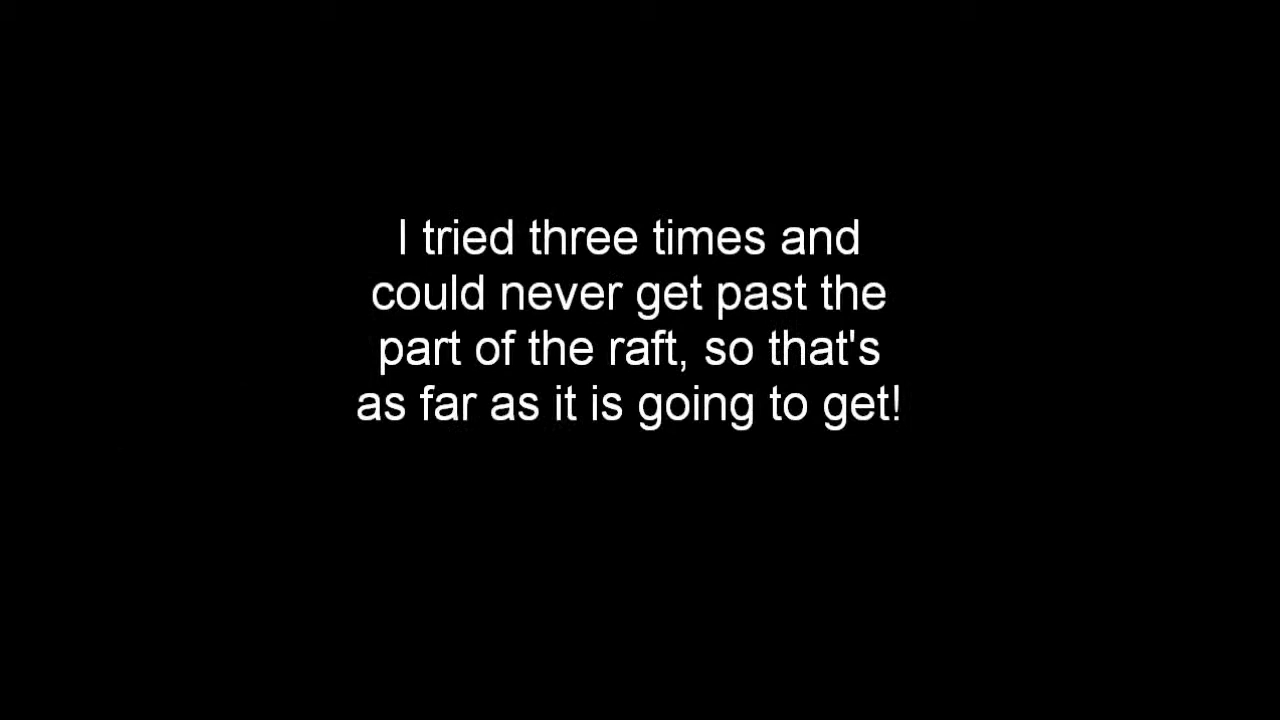 I tried three times and
could never get past the
part of the raft, so that's
as far as it is going to get!